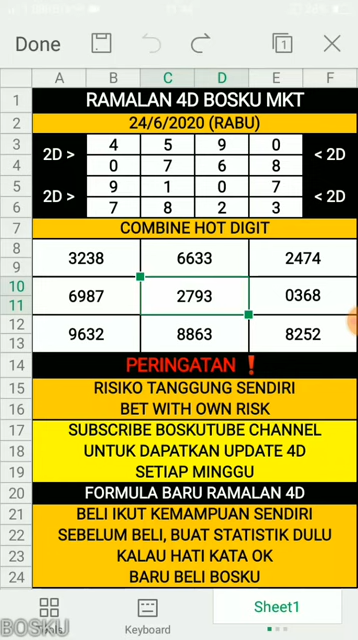 Done
1
A B C D E F
1 RAMALAN 4D BOSKU MKT
2 24/6/2020 (RABU)
3 4 5 9 0
2D > < 2D
4 0 7 6 8
5 9 1 0 7
2D > < 2D
6 7 8 2 3
7 COMBINE HOT DIGIT
8
3238 6633 2474
9
10
6987 2793 0368
11
12
9632 8863 8252
13
14 PERINGATAN ❗
15 RISIKO TANGGUNG SENDIRI
16 BET WITH OWN RISK
17 SUBSCRIBE BOSKUTUBE CHANNEL
18 UNTUK DAPATKAN UPDATE 4D
19 SETIAP MINGGU
20 FORMULA BARU RAMALAN 4D
21 BELI IKUT KEMAMPUAN SENDIRI
22 SEBELUM BELI, BUAT STATISTIK DULU
23 KALAU HATI KATA OK
24 BARU BELI BOSKU
BOSKU
Keyboard
Sheet1